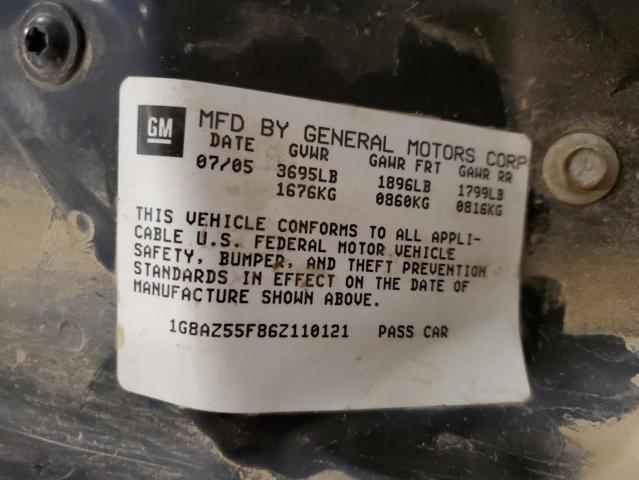 GM MFD BY GENERAL MOTORS CORP
DATE GVWR GAWR FRT GAWR RR
07/05 3695LB 1896LB 1799LB
1676KG 0860KG 0816KG
THIS VEHICLE CONFORMS TO ALL APPLI-
CABLE U.S. FEDERAL MOTOR VEHICLE
SAFETY, BUMPER, AND THEFT PREVENTION
STANDARDS IN EFFECT ON THE DATE OF
MANUFACTURE SHOWN ABOVE.
1G8AZ55F86Z110121 PASS CAR